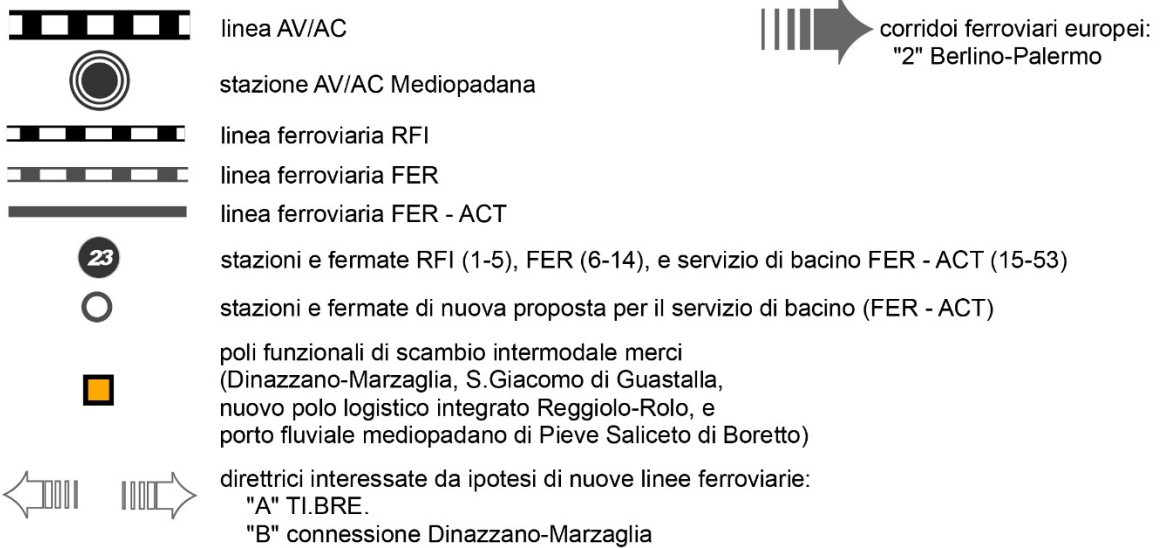 linea AV/AC
corridoi ferroviari europei:
"2" Berlino-Palermo
stazione AV/AC Mediopadana
linea ferroviaria RFI
linea ferroviaria FER
linea ferroviaria FER - ACT
23
stazioni e fermate RFI (1-5), FER (6-14), e servizio di bacino FER - ACT (15-53)
stazioni e fermate di nuova proposta per il servizio di bacino (FER - ACT)
poli funzionali di scambio intermodale merci
(Dinazzano-Marzaglia, S.Giacomo di Guastalla,
nuovo polo logistico integrato Reggiolo-Rolo, e
porto fluviale mediopadano di Pieve Saliceto di Boretto)
direttrici interessate da ipotesi di nuove linee ferroviarie:
"A" TI.BRE.
"B" connessione Dinazzano-Marzaglia